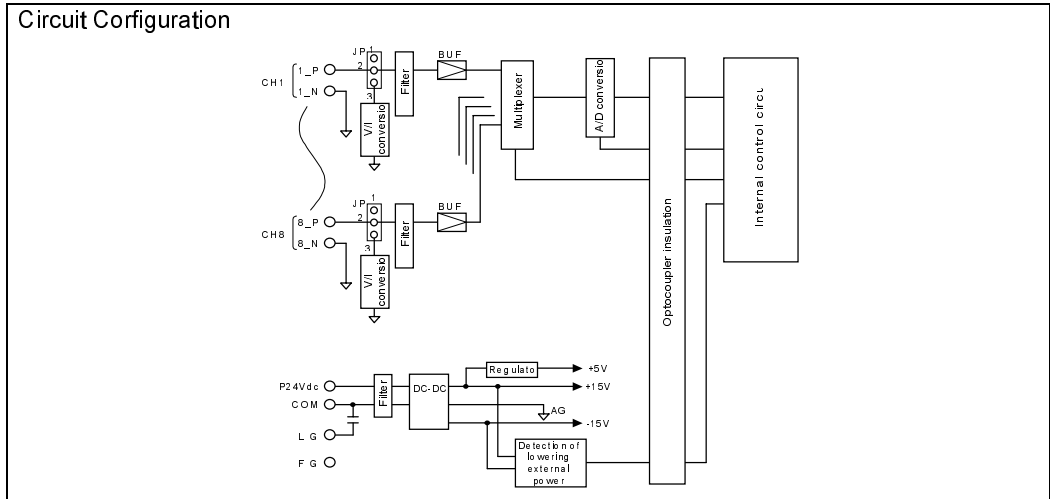 Circuit Corfiguration
CH1
1_P
1_N
JP 1
2
3
V/I
conversio
Filter
BUF
Multiplexer
A/D conversio
Optocoupler insulation
Internal control circu
CH8
8_P
8_N
JP 1
2
3
V/I
conversio
Filter
BUF
P24Vdc
COM
LG
FG
Filter
DC-DC
Regulato
+5V
+15V
AG
-15V
Detection of
lowering
external
power